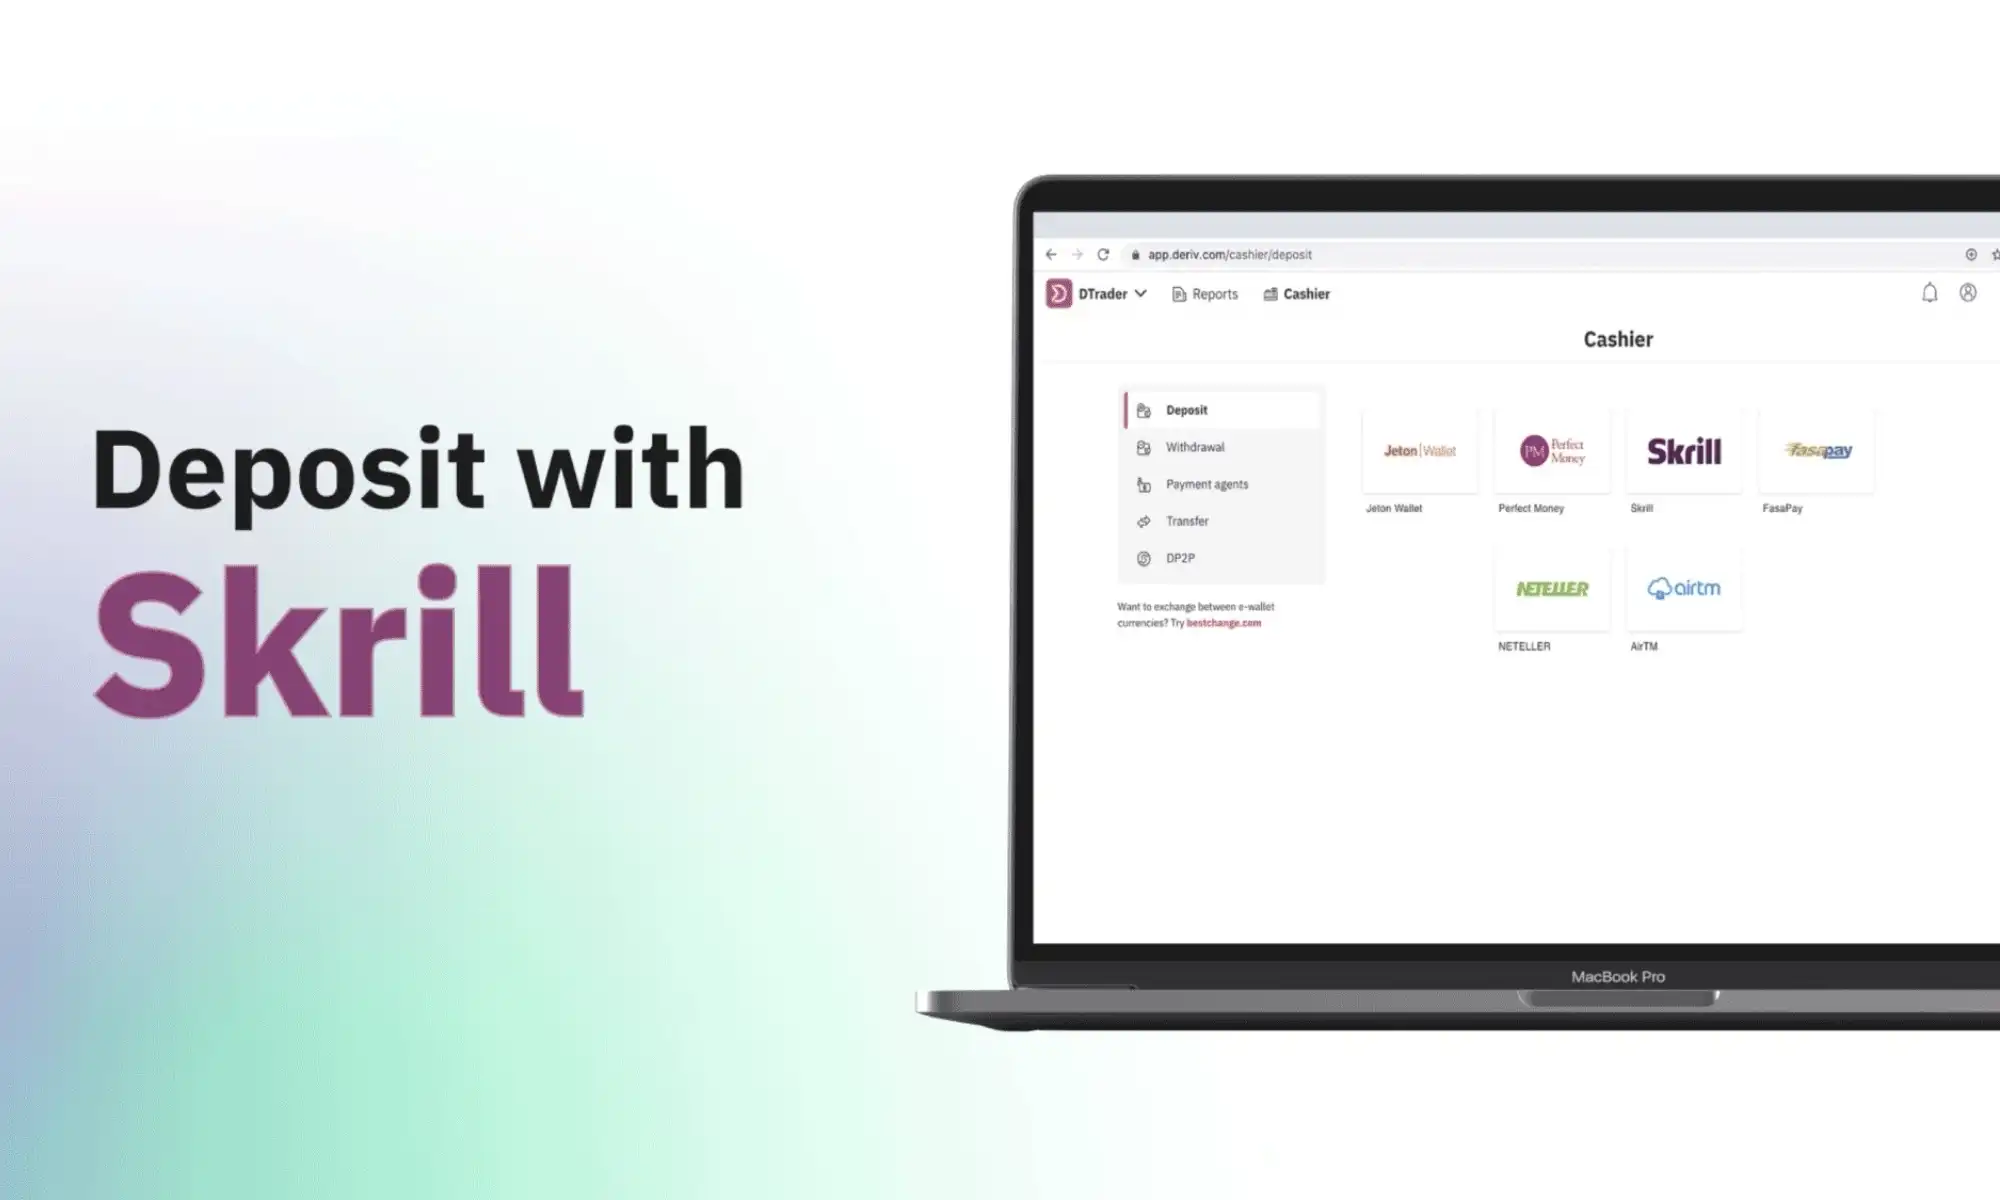 Deposit with
Skrill
app.deriv.com/cashier/deposit
DTrader Reports Cashier
Cashier
Deposit
Withdrawal
Payment agents
Transfer
DP2P
Want to exchange between e-wallet
currencies? Try bestchange.com
Jeton Wallet
PM Perfect
Money
Skrill
fasapay
Jeton Wallet
Perfect Money
Skrill
FasaPay
NETELLER
airtm
NETELLER
AirTM
MacBook Pro